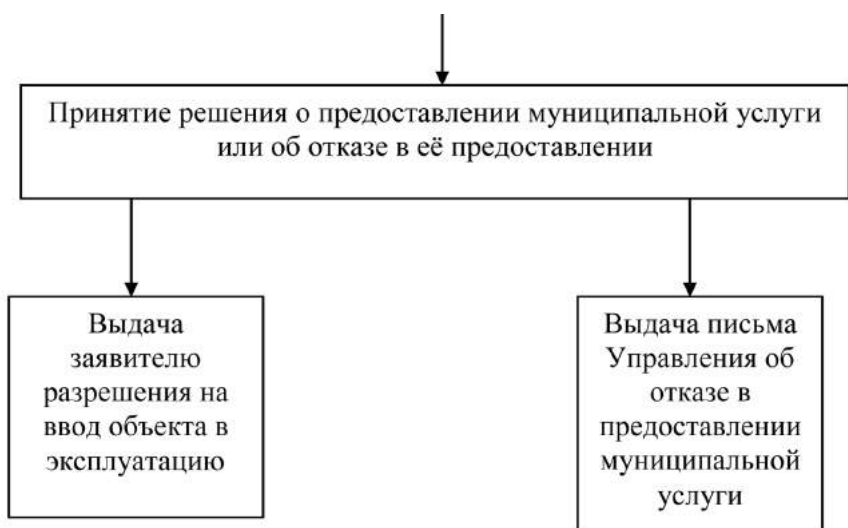 Принятие решения о предоставлении муниципальной услуги
или об отказе в её предоставлении
Выдача
заявителю
разрешения на
ввод объекта в
эксплуатацию
Выдача письма
Управления об
отказе в
предоставлении
муниципальной
услуги